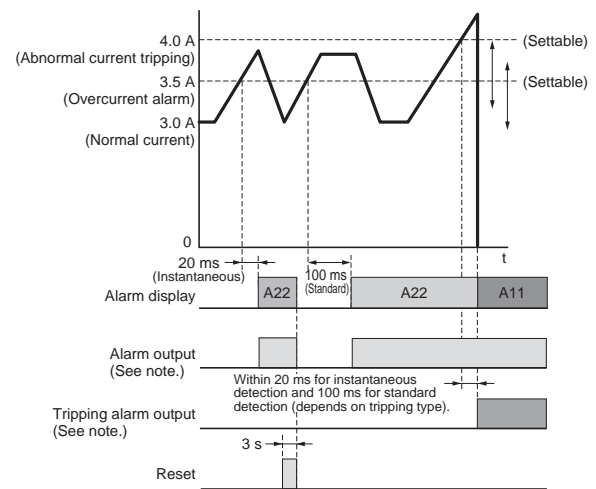 4.0 A
(Abnormal current tripping)
3.5 A
(Overcurrent alarm)
3.0 A
(Normal current)
(Settable)
(Settable)
0
t
20 ms
(Instantaneous)
100 ms
(Standard)
Alarm display
A22
A22
A11
Alarm output
(See note.)
Within 20 ms for instantaneous
detection and 100 ms for standard
detection (depends on tripping type).
Tripping alarm output
(See note.)
3 s
Reset